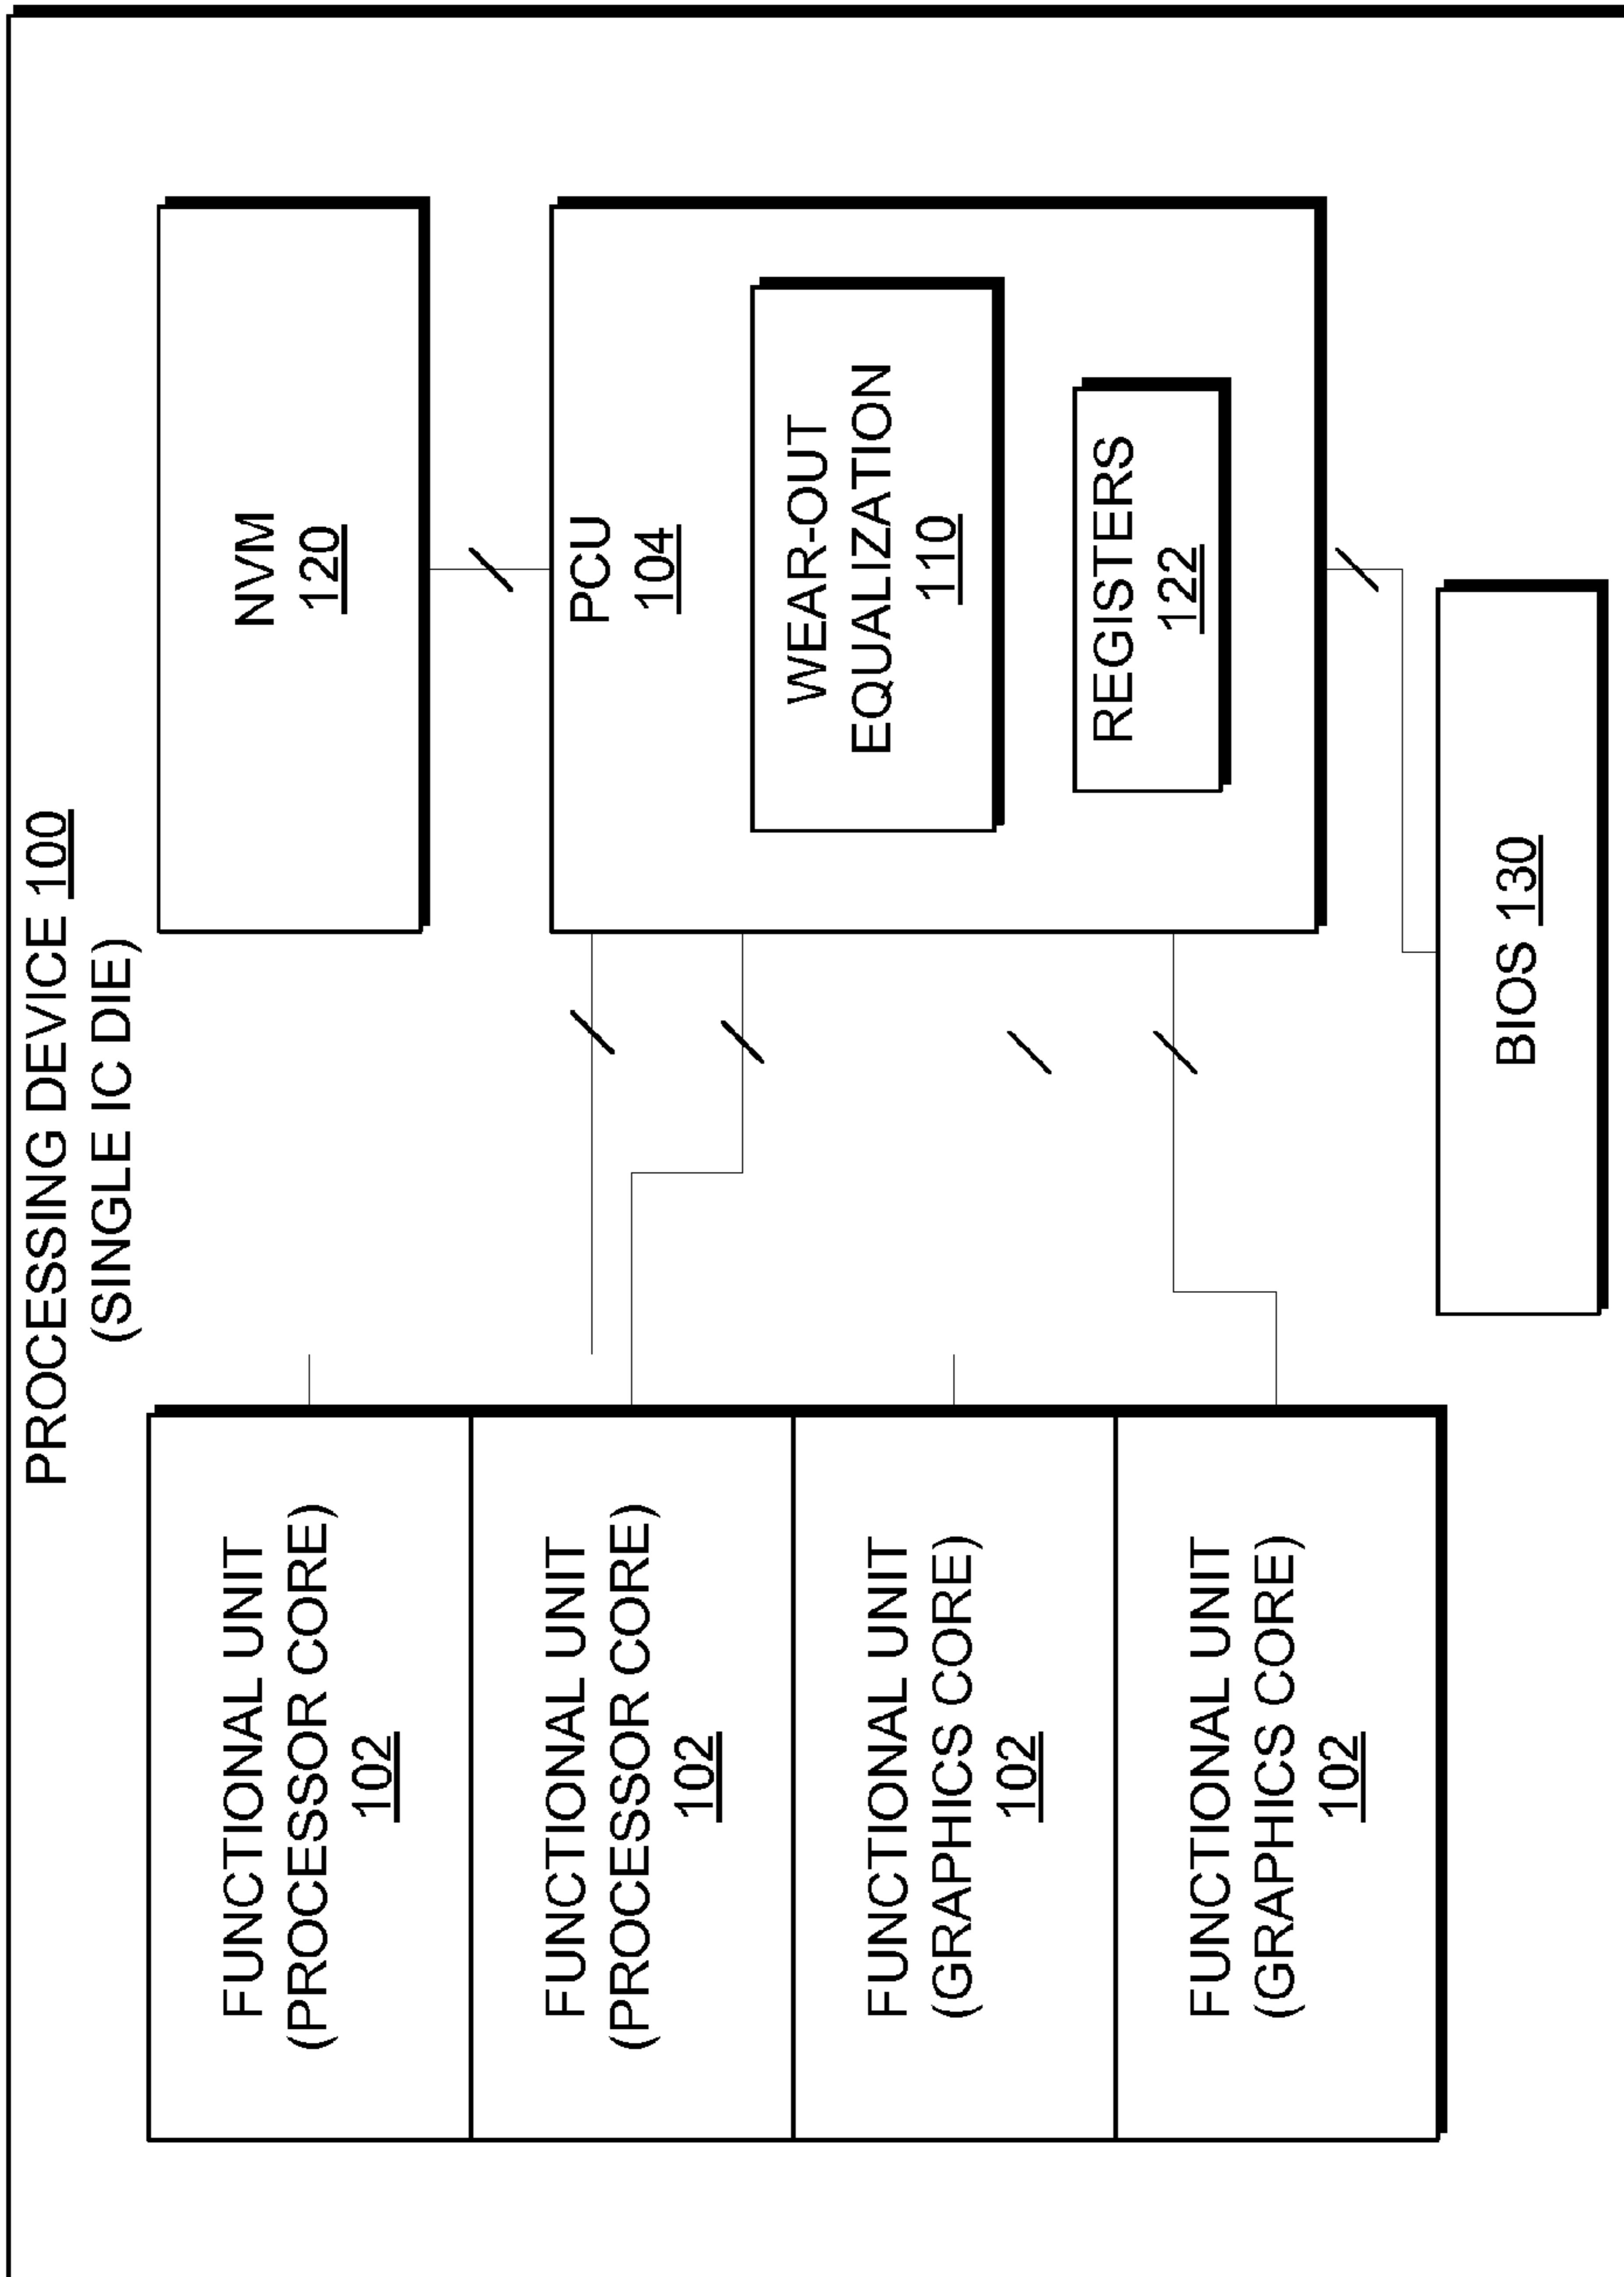 PROCESSING DEVICE 100
(SINGLE IC DIE)
FUNCTIONAL UNIT
(PROCESSOR CORE)
102
FUNCTIONAL UNIT
(PROCESSOR CORE)
102
FUNCTIONAL UNIT
(GRAPHICS CORE)
102
FUNCTIONAL UNIT
(GRAPHICS CORE)
102
NVM
120
PCU
104
WEAR-OUT
EQUALIZATION
110
REGISTERS
122
BIOS 130